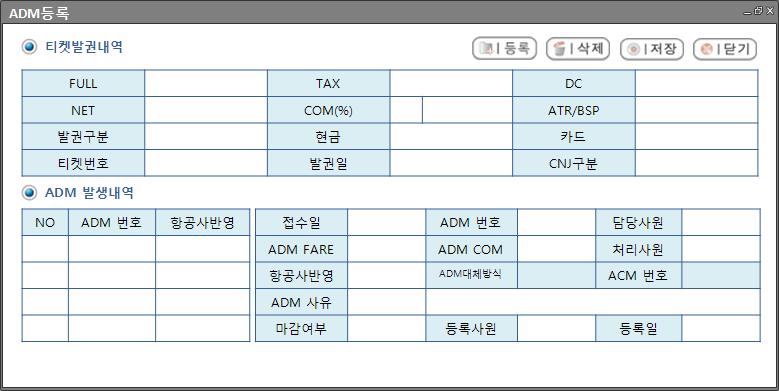 ADM등록
티켓발권내역
등록 삭제 저장 닫기
FULL TAX DC
NET COM(%) ATR/BSP
발권구분 현금 카드
티켓번호 발권일 CNJ구분
ADM 발생내역
NO ADM 번호 항공사반영 접수일 ADM 번호 담당사원
ADM FARE ADM COM 처리사원
항공사반영 ADM대체방식 ACM 번호
ADM 사유
마감여부 등록사원 등록일